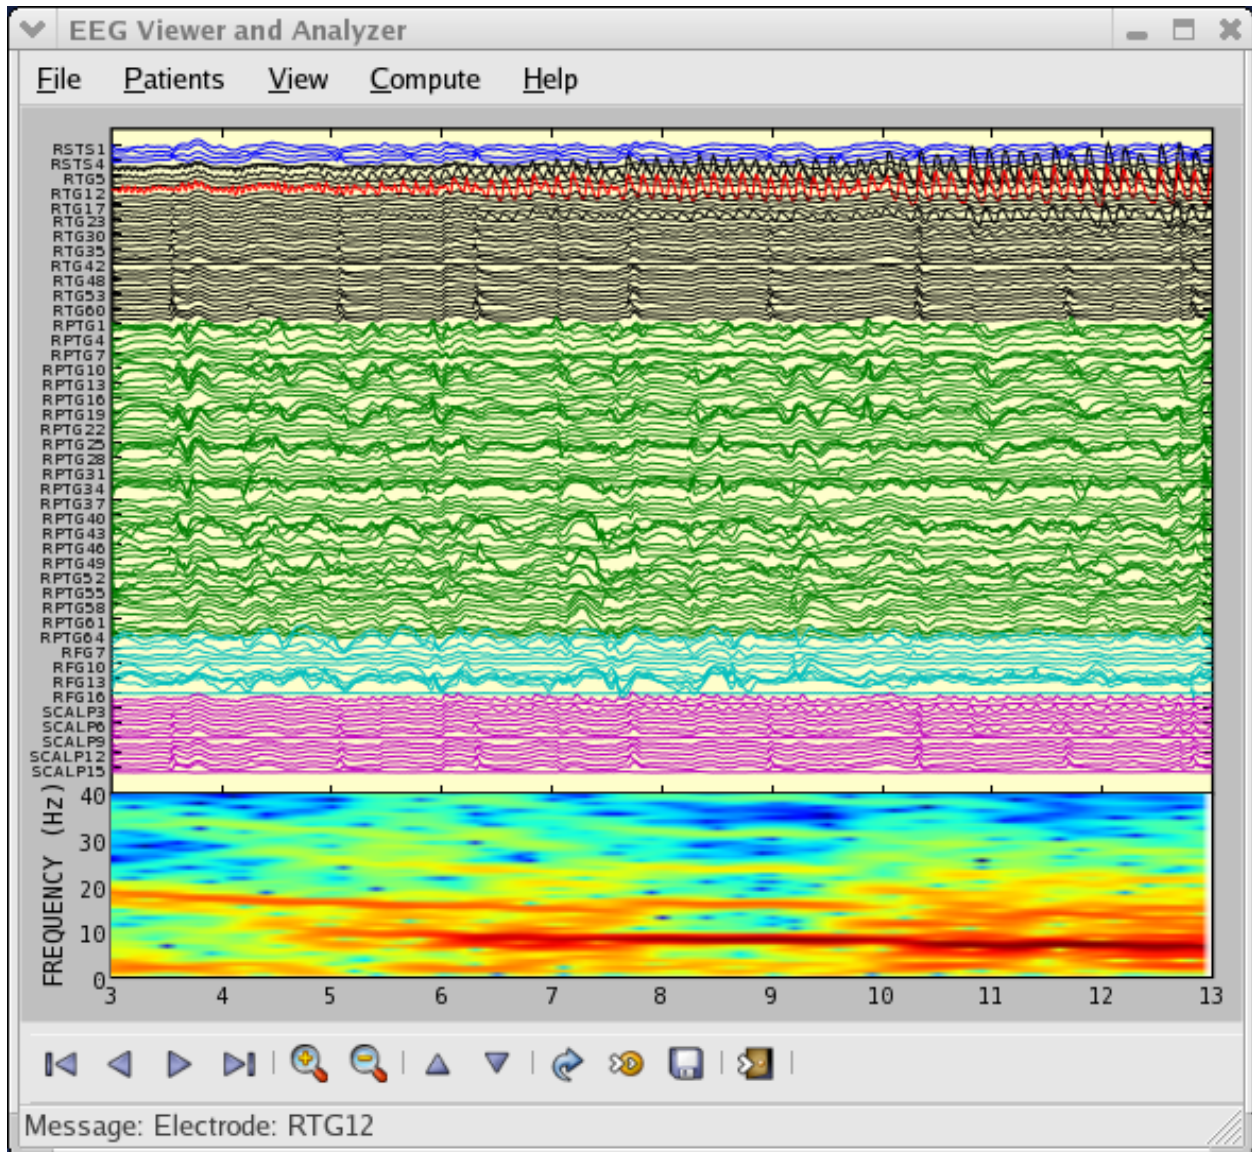 EEG Viewer and Analyzer
File Patients View Compute Help
RSTS1
RSTS4
RTG5
RTG12
RTG17
RTG23
RTG30
RTG35
RTG42
RTG48
RTG53
RTG60
RPTG1
RPTG4
RPTG7
RPTG10
RPTG13
RPTG16
RPTG19
RPTG22
RPTG25
RPTG28
RPTG31
RPTG34
RPTG37
RPTG40
RPTG43
RPTG46
RPTG49
RPTG52
RPTG55
RPTG58
RPTG61
RPTG64
RFG7
RFG10
RFG13
RFG16
SCALP3
SCALP6
SCALP9
SCALP12
SCALP15
FREQUENCY (Hz)
40
30
20
10
0
3 4 5 6 7 8 9 10 11 12 13
Message: Electrode: RTG12